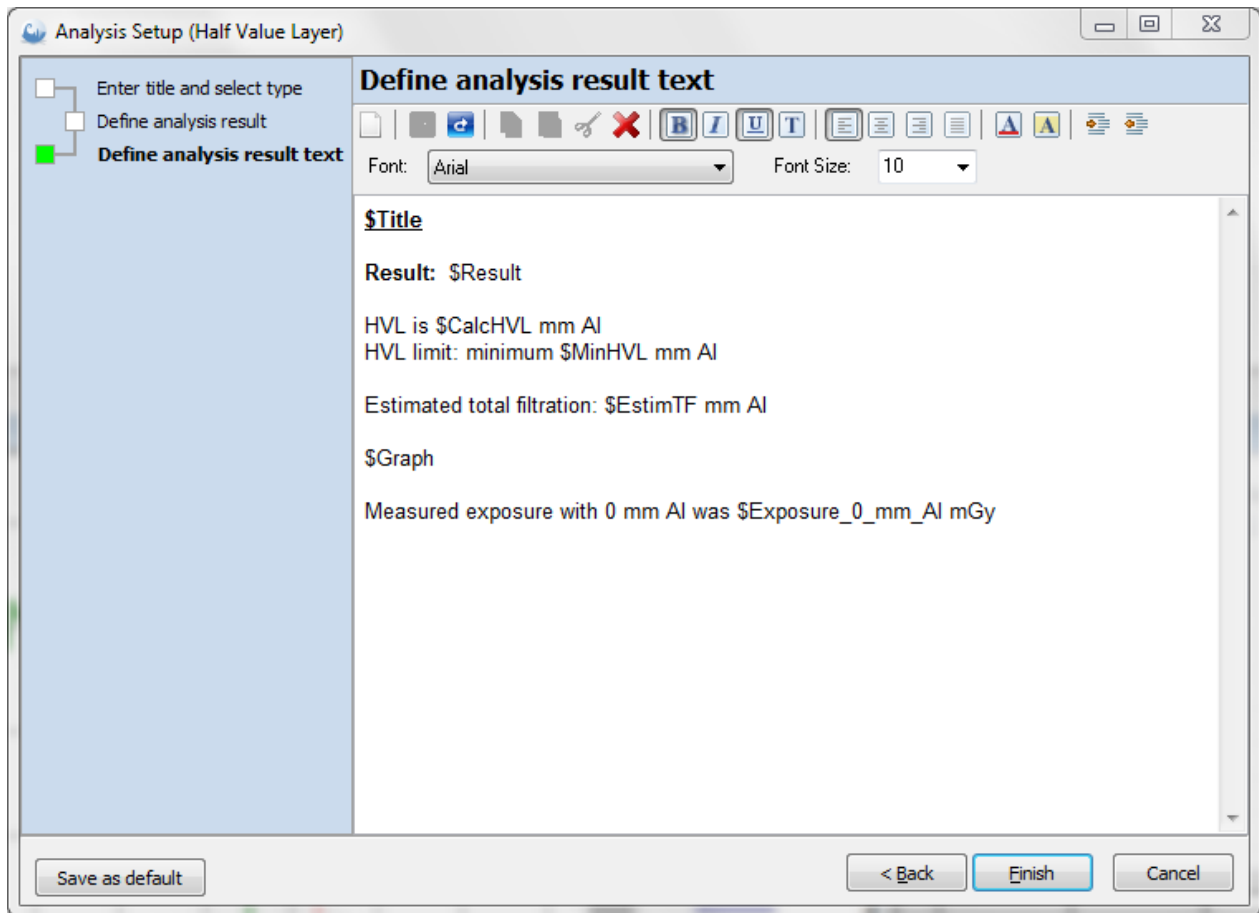 Analysis Setup (Half Value Layer)
Enter title and select type
Define analysis result
Define analysis result text
Define analysis result text
B I U T A A
Font: Arial Font Size: 10
$Title
Result: $Result
HVL is $CalcHVL mm Al
HVL limit: minimum $MinHVL mm Al
Estimated total filtration: $EstimTF mm Al
$Graph
Measured exposure with 0 mm Al was $Exposure_0_mm_Al mGy
Save as default < Back Finish Cancel